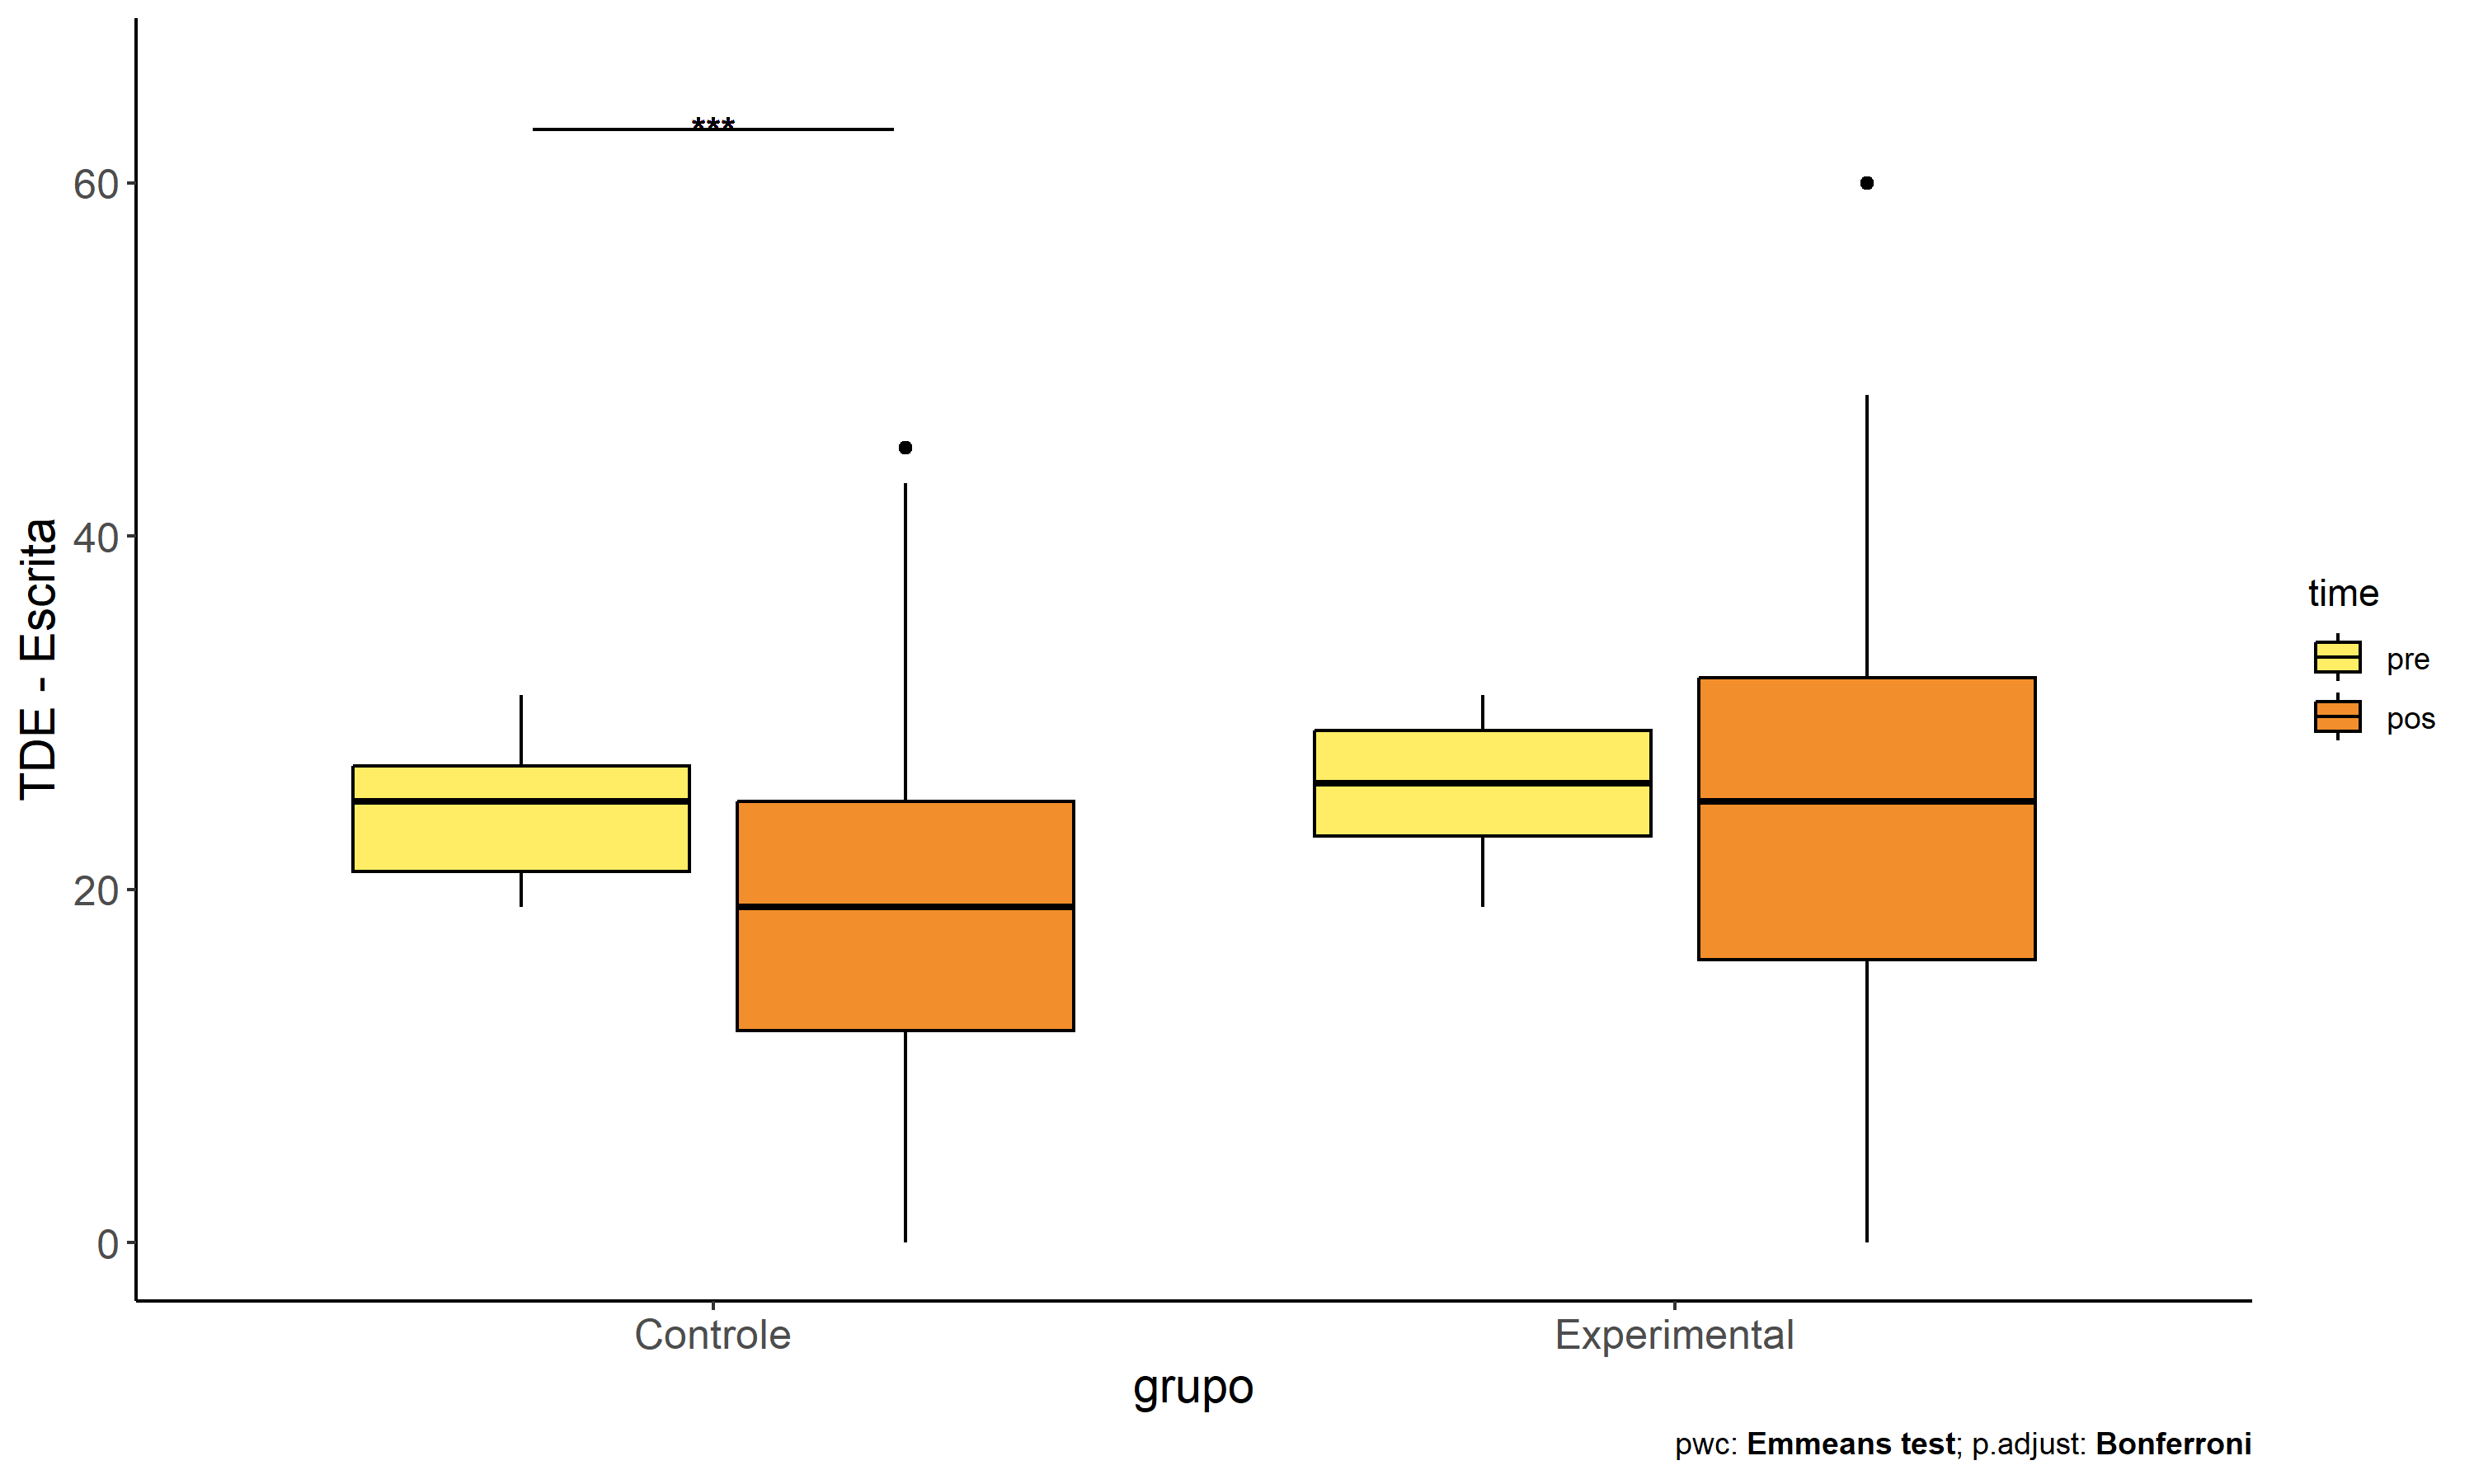 ***
60
40
20
0
TDE - Escrita
Controle
Experimental
grupo
time
pre
pos
pwc: Emmeans test; p.adjust: Bonferroni